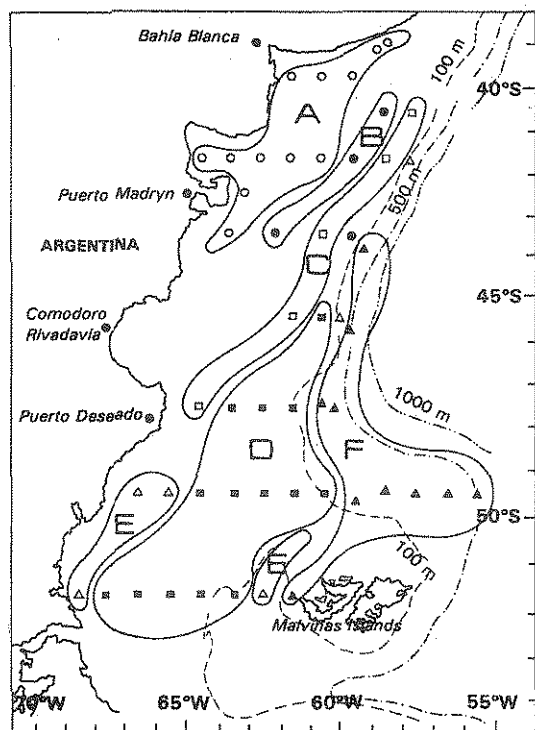 Bahía Blanca
100 m
40°S
A
B
500 m
Puerto Madryn
ARGENTINA
C
45°S
Comodoro
Rivadavia
1000 m
Puerto Deseado
D
F
E
50°S
E
100 m
Malvinas Islands
70°W
65°W
60°W
55°W